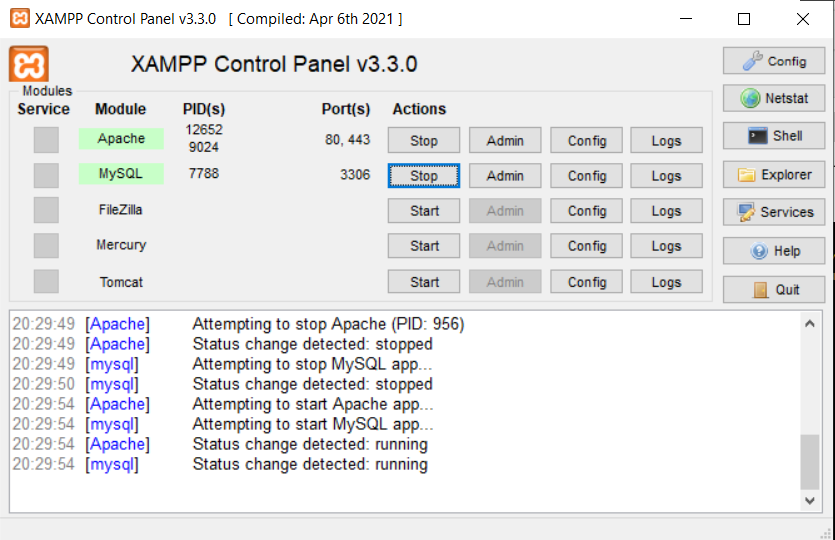 XAMPP Control Panel v3.3.0 [ Compiled: Apr 6th 2021 ]
XAMPP Control Panel v3.3.0
Config
Modules
Service Module PID(s) Port(s) Actions
Netstat
Apache 12652 9024 80, 443 Stop Admin Config Logs
Shell
MySQL 7788 3306 Stop Admin Config Logs
Explorer
FileZilla Start Admin Config Logs
Services
Mercury Start Admin Config Logs
Help
Tomcat Start Admin Config Logs
Quit
20:29:49 [Apache] Attempting to stop Apache (PID: 956)
20:29:49 [Apache] Status change detected: stopped
20:29:49 [mysql] Attempting to stop MySQL app...
20:29:50 [mysql] Status change detected: stopped
20:29:54 [Apache] Attempting to start Apache app...
20:29:54 [mysql] Attempting to start MySQL app...
20:29:54 [Apache] Status change detected: running
20:29:54 [mysql] Status change detected: running